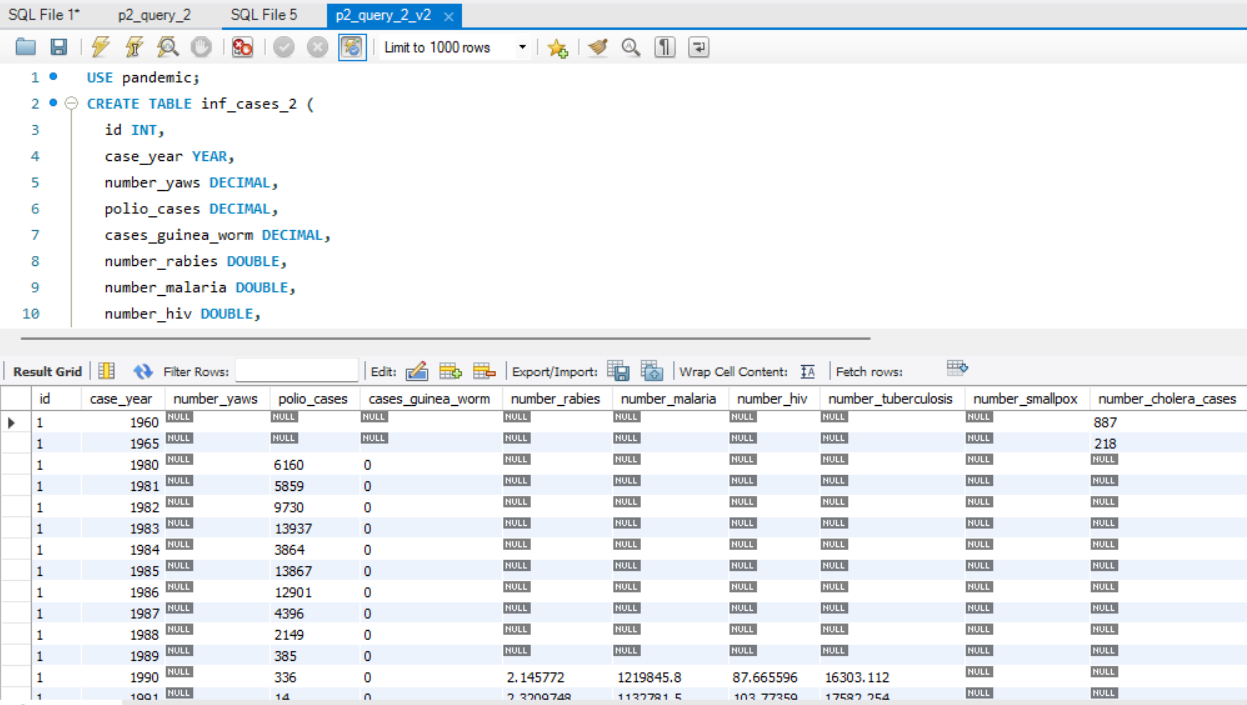 SQL File 1* p2_query_2 SQL File 5 p2_query_2_v2 ×
Limit to 1000 rows
1 USE pandemic;
2 CREATE TABLE inf_cases_2 (
3 id INT,
4 case_year YEAR,
5 number_yaws DECIMAL,
6 polio_cases DECIMAL,
7 cases_guinea_worm DECIMAL,
8 number_rabies DOUBLE,
9 number_malaria DOUBLE,
10 number_hiv DOUBLE,
Result Grid Filter Rows: Edit: Export/Import: Wrap Cell Content: IA Fetch rows:
id case_year number_yaws polio_cases cases_guinea_worm number_rabies number_malaria number_hiv number_tuberculosis number_smallpox number_cholera_cases
1 1960 NULL NULL NULL NULL NULL NULL NULL NULL 887
1 1965 NULL NULL NULL NULL NULL NULL NULL NULL 218
1 1980 NULL 6160 0 NULL NULL NULL NULL NULL NULL
1 1981 NULL 5859 0 NULL NULL NULL NULL NULL NULL
1 1982 NULL 9730 0 NULL NULL NULL NULL NULL NULL
1 1983 NULL 13937 0 NULL NULL NULL NULL NULL NULL
1 1984 NULL 3864 0 NULL NULL NULL NULL NULL NULL
1 1985 NULL 13867 0 NULL NULL NULL NULL NULL NULL
1 1986 NULL 12901 0 NULL NULL NULL NULL NULL NULL
1 1987 NULL 4396 0 NULL NULL NULL NULL NULL NULL
1 1988 NULL 2149 0 NULL NULL NULL NULL NULL NULL
1 1989 NULL 385 0 NULL NULL NULL NULL NULL NULL
1 1990 NULL 336 0 2.145772 1219845.8 87.665596 16303.112 NULL NULL
1 1991 NULL 14 0 2.3209748 1132781.5 103.77359 17582.254 NULL NULL